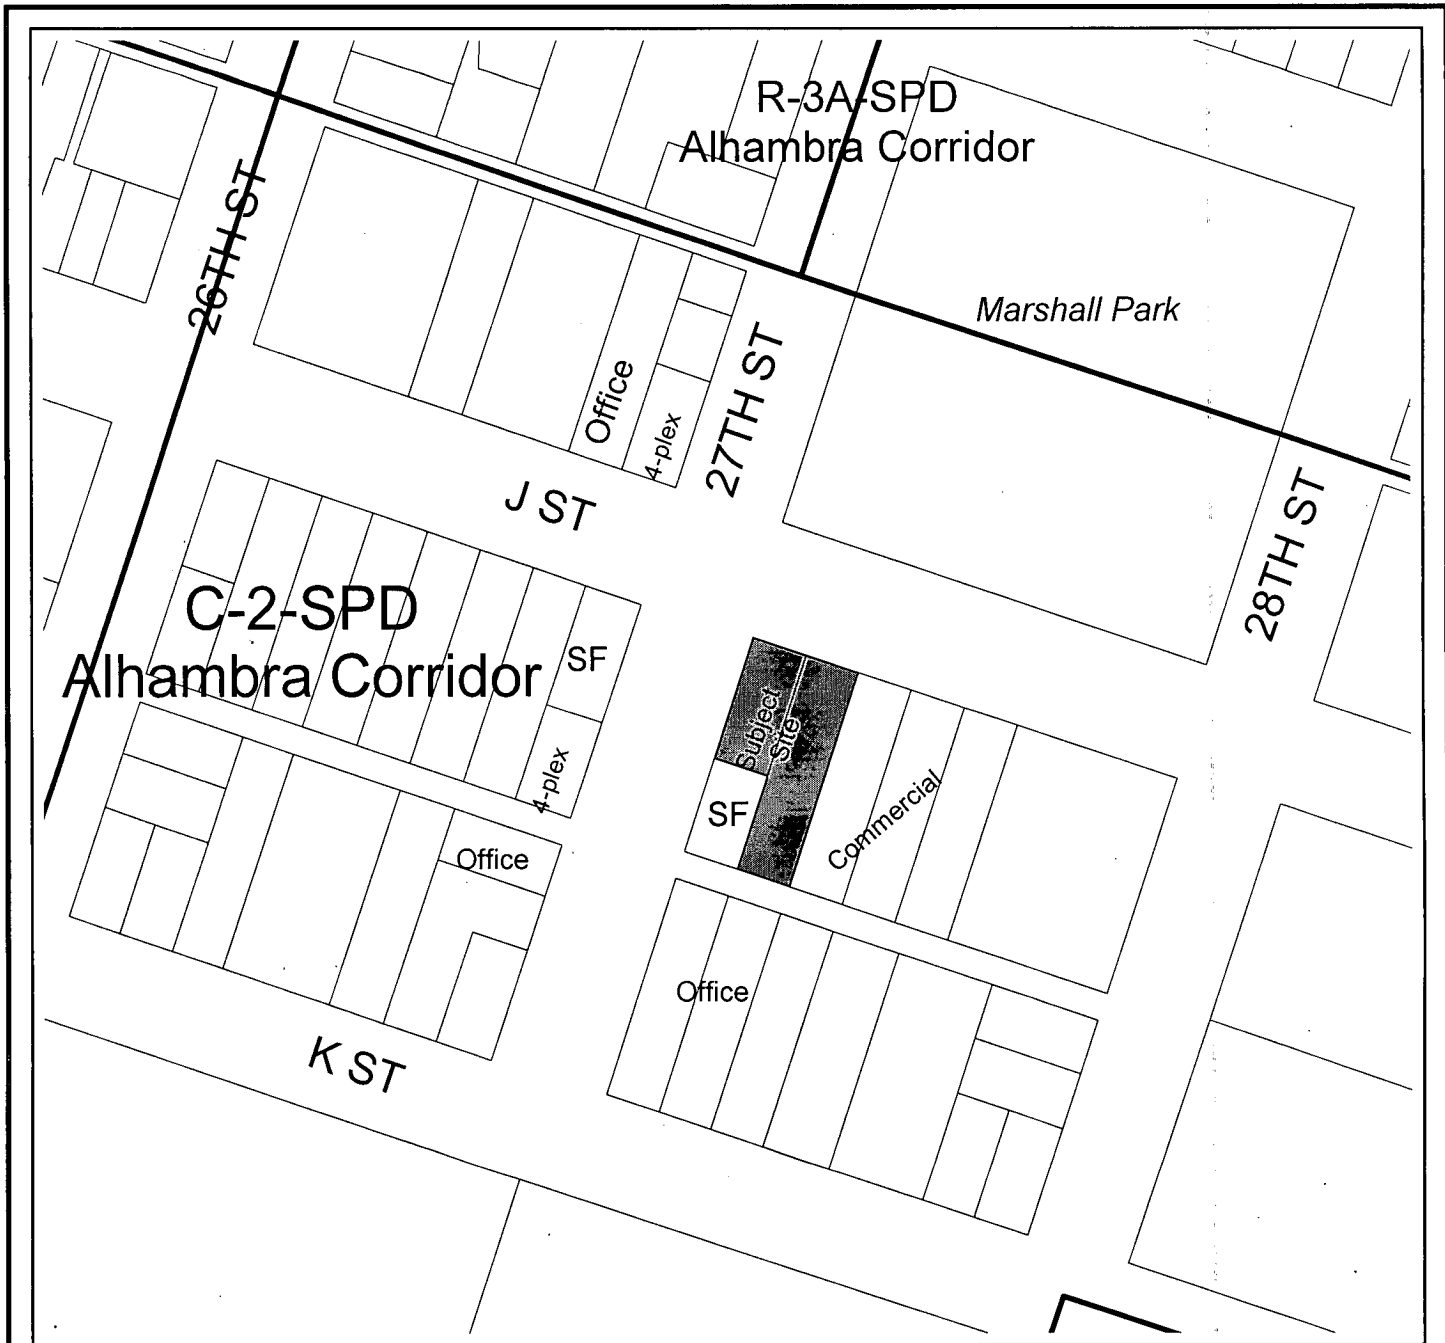 R-3A-SPD
Alhambra Corridor
26TH ST
Marshall Park
Office
4-plex
27TH ST
J ST
28TH ST
C-2-SPD
Alhambra Corridor
SF
4-plex
Subject
Site
SF
Commercial
Office
Office
K ST